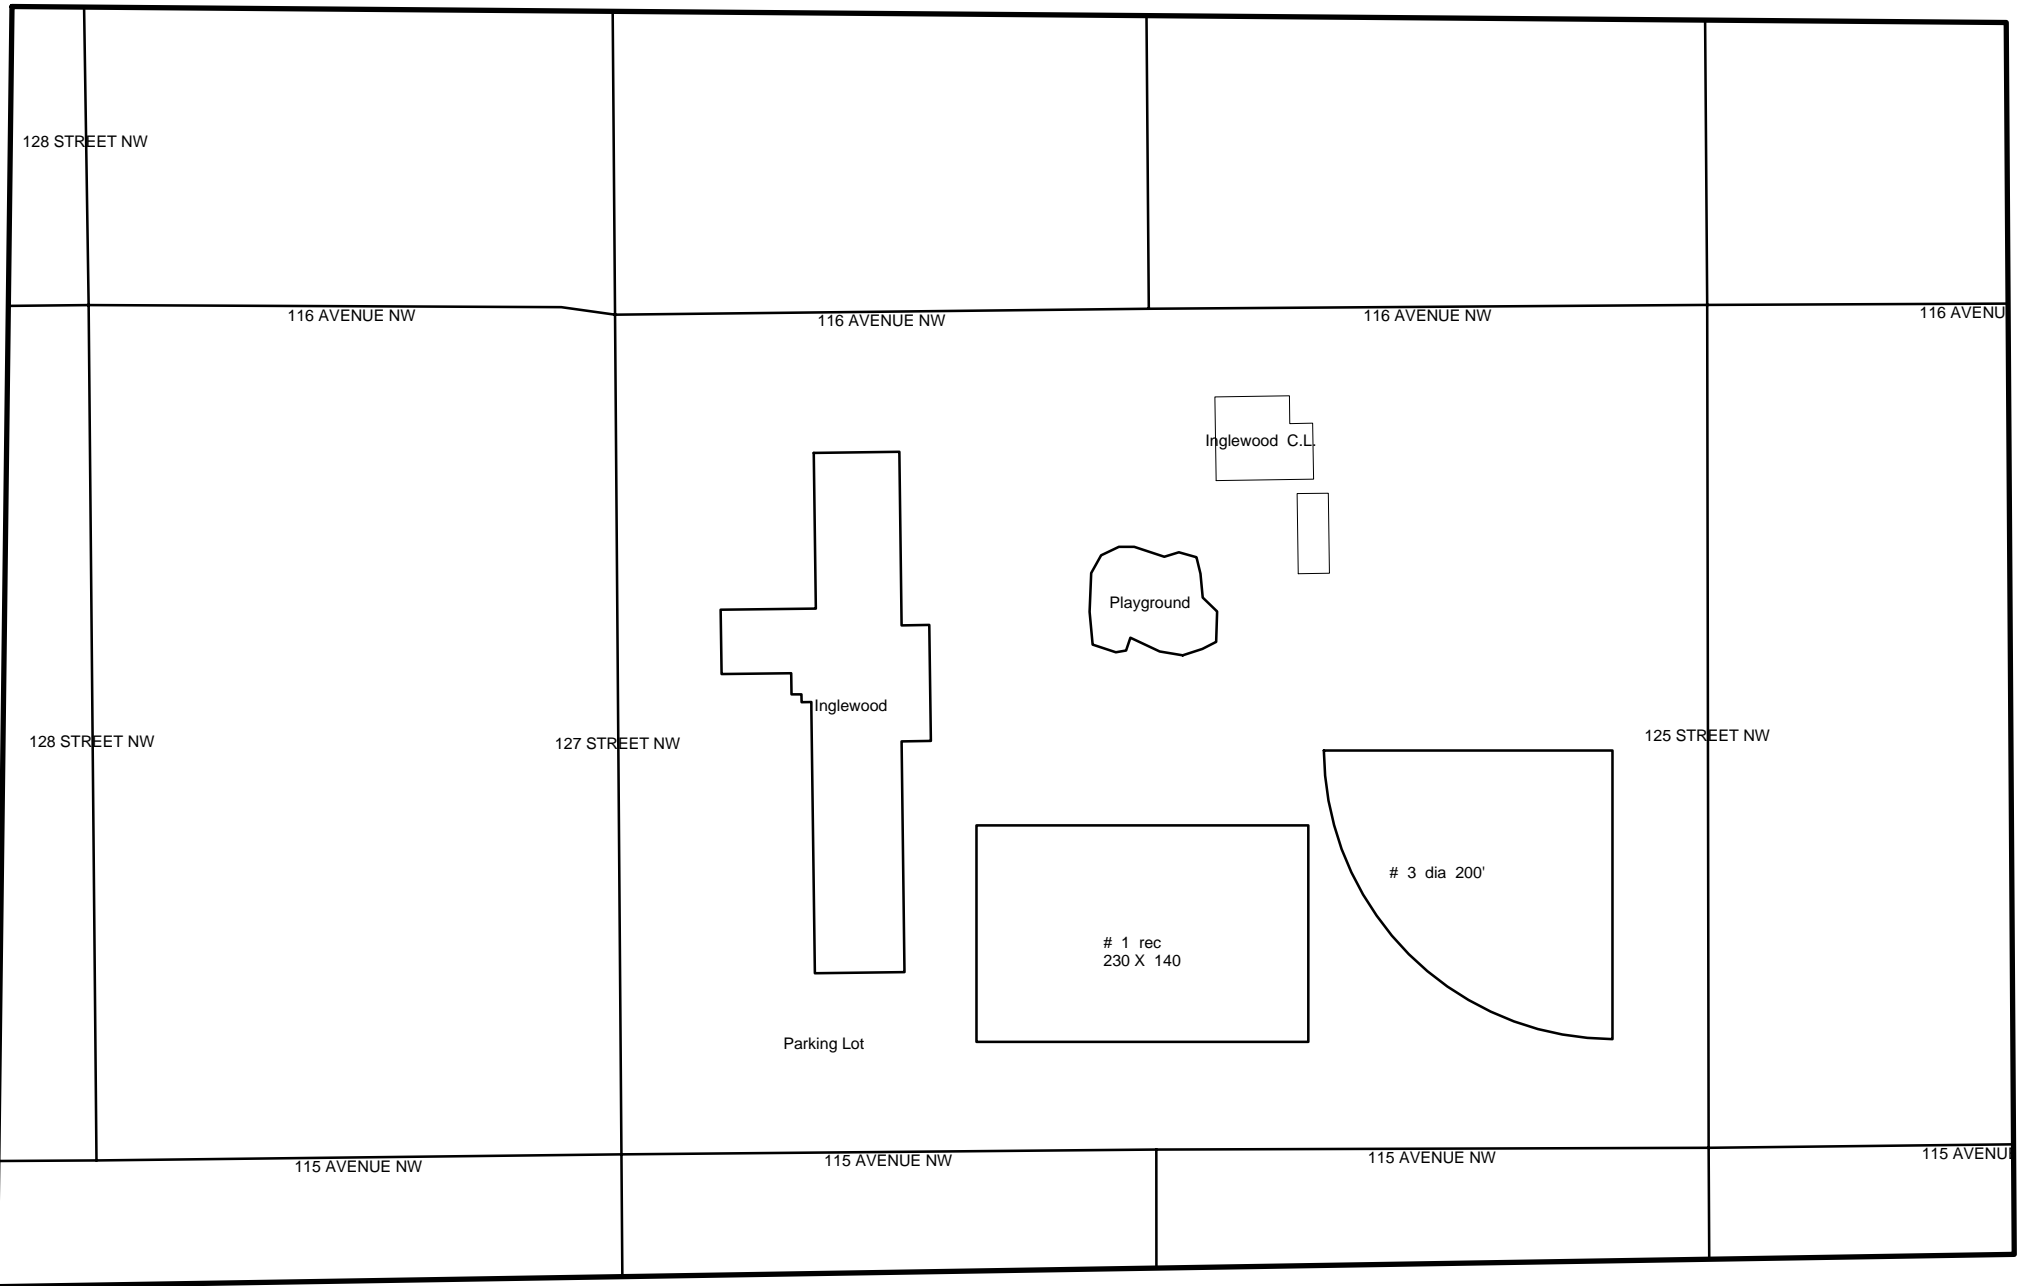 128 STREET NW
116 AVENUE NW
116 AVENUE NW
116 AVENUE NW
116 AVENU
Inglewood C.L.
Playground
Inglewood
128 STREET NW
127 STREET NW
125 STREET NW
# 3 dia 200'
# 1 rec
230 X 140
Parking Lot
115 AVENUE NW
115 AVENUE NW
115 AVENUE NW
115 AVENU